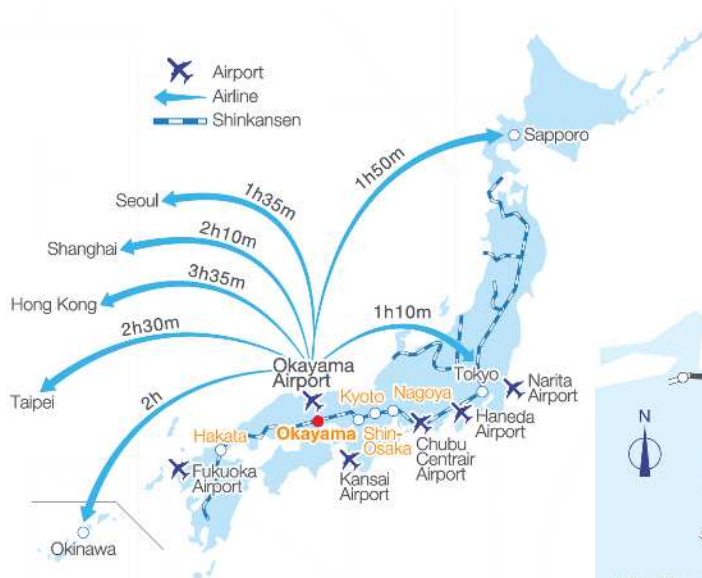 Airport
Airline
Shinkansen
Sapporo
1h50m
Seoul
1h35m
Shanghai
2h10m
Hong Kong
3h35m
Taipei
2h30m
Okinawa
2h
1h10m
Okayama
Airport
Tokyo
Narita
Airport
Haneda
Airport
Nagoya
Kyoto
Okayama
Shin-
Osaka
Chubu
Centrair
Airport
Hakata
Fukuoka
Airport
Kansai
Airport
N